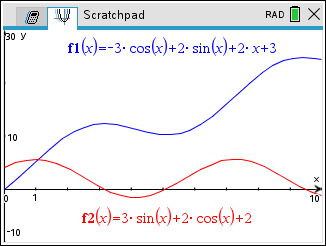 Scratchpad RAD
30 y
f1(x)=-3· cos(x)+2· sin(x)+2· x+3
10
x
0 1 10
f2(x)=3· sin(x)+2· cos(x)+2
-10